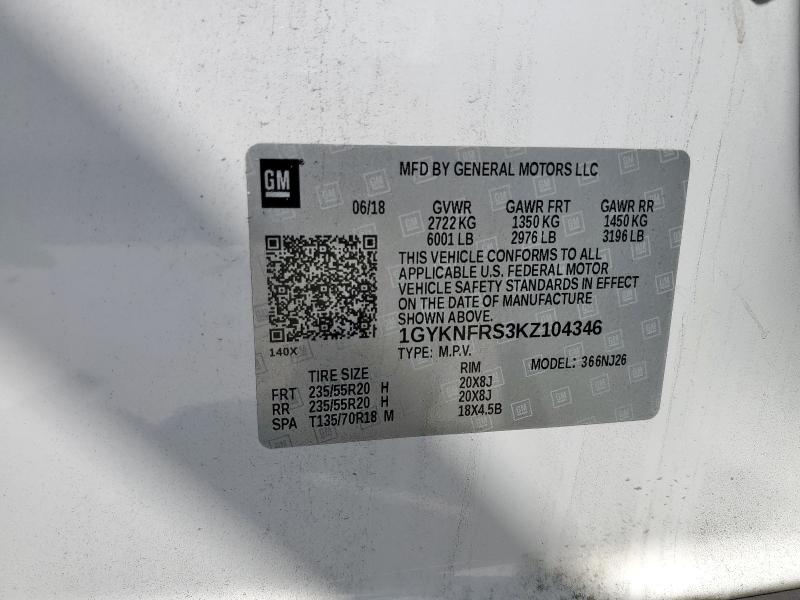 GM
MFD BY GENERAL MOTORS LLC
06/18
GVWR GAWR FRT GAWR RR
2722 KG 1350 KG 1450 KG
6001 LB 2976 LB 3196 LB
THIS VEHICLE CONFORMS TO ALL
APPLICABLE U.S. FEDERAL MOTOR
VEHICLE SAFETY STANDARDS IN EFFECT
ON THE DATE OF MANUFACTURE
SHOWN ABOVE.
1GYKNFRS3KZ104346
140X
TYPE: M.P.V. MODEL: 366NJ26
TIRE SIZE RIM
FRT 235/55R20 H 20X8J
RR 235/55R20 H 20X8J
SPA T135/70R18 M 18X4.5B